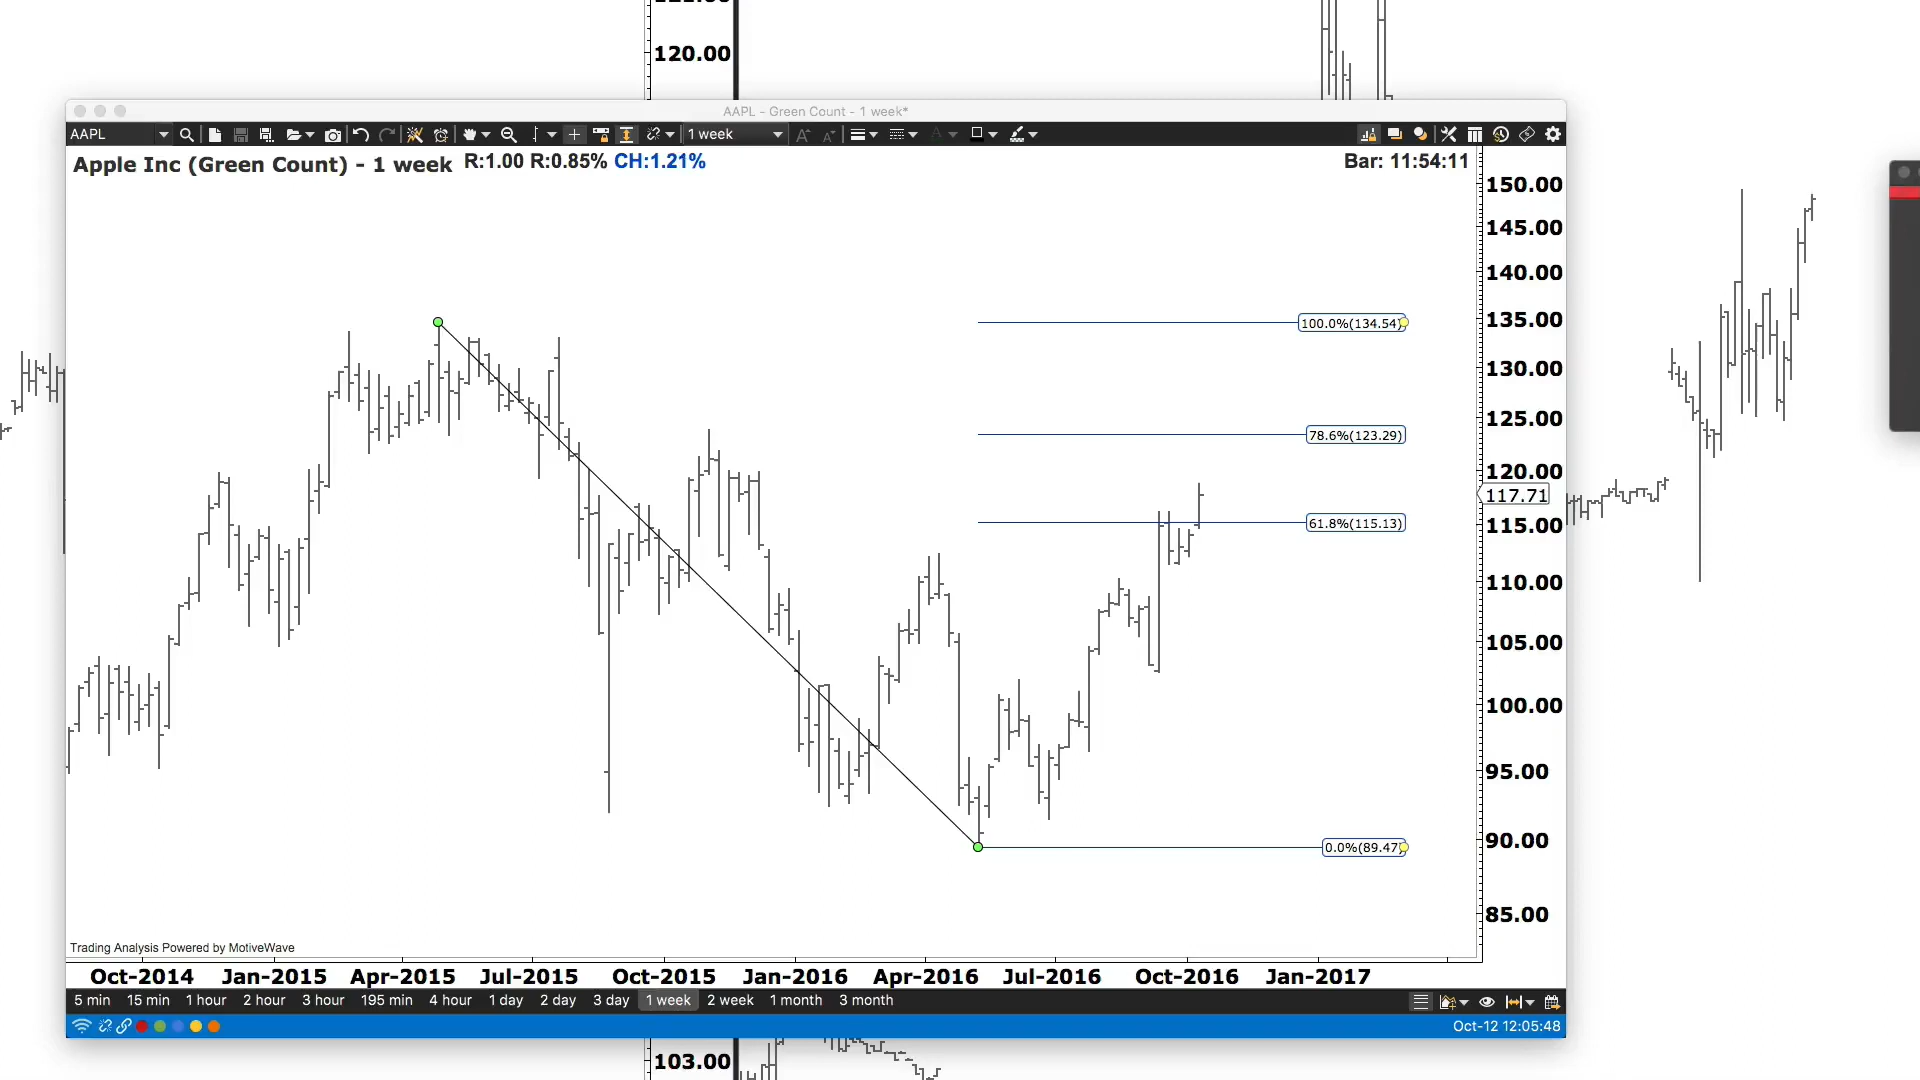 120.00
AAPL - Green Count - 1 week*
AAPL
1 week
Apple Inc (Green Count) - 1 week R:1.00 R:0.85% CH:1.21%
Bar: 11:54:11
150.00
145.00
140.00
135.00
130.00
125.00
120.00
117.71
115.00
110.00
105.00
100.00
95.00
90.00
85.00
100.0%(134.54)
78.6%(123.29)
61.8%(115.13)
0.0%(89.47)
Trading Analysis Powered by MotiveWave
Oct-2014 Jan-2015 Apr-2015 Jul-2015 Oct-2015 Jan-2016 Apr-2016 Jul-2016 Oct-2016 Jan-2017
5 min 15 min 1 hour 2 hour 3 hour 195 min 4 hour 1 day 2 day 3 day 1 week 2 week 1 month 3 month
Oct-12 12:05:48
103.00